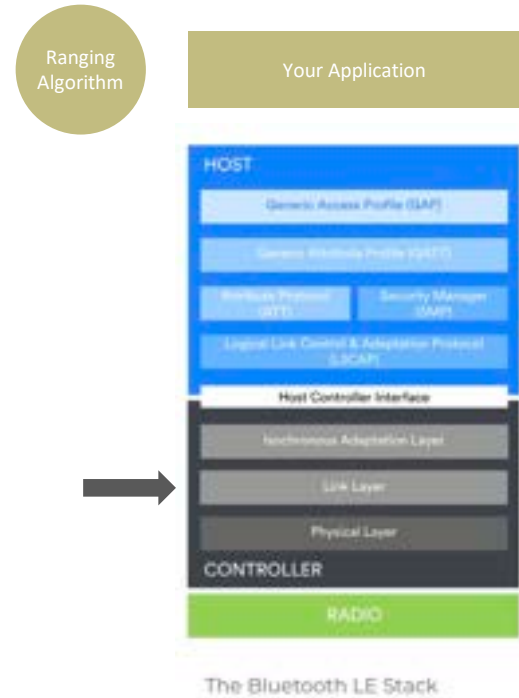 Ranging
Algorithm
Your Application
HOST
Generic Access Profile (GAP)
Generic Attribute Profile (GATT)
Attribute Protocol
(ATT)
Security Manager
(SMP)
Logical Link Control & Adaptation Protocol
(L2CAP)
Host Controller Interface
Isochronous Adaptation Layer
Link Layer
Physical Layer
CONTROLLER
RADIO
The Bluetooth LE Stack